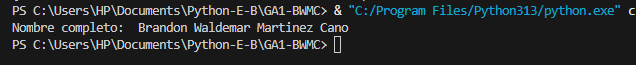 PS C:\Users\HP\Documents\Python-E-B\GA1-BWMC> & "C:/Program Files/Python313/python.exe" c
Nombre completo:  Brandon Waldemar Martinez Cano
PS C:\Users\HP\Documents\Python-E-B\GA1-BWMC>